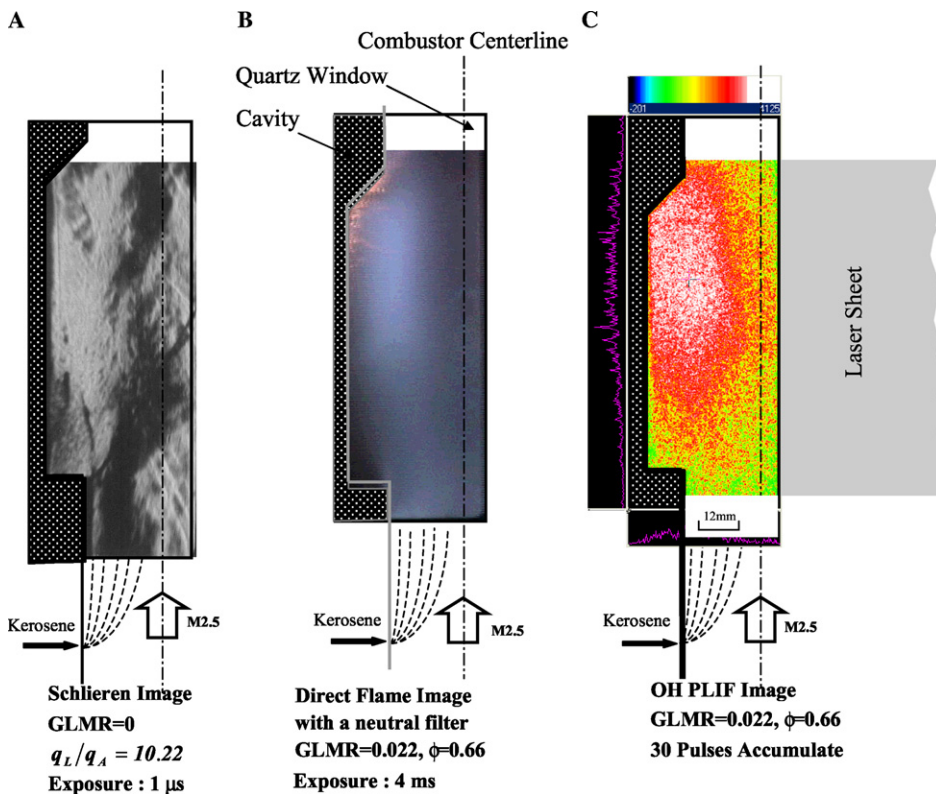 A
B
C
Combustor Centerline
Quartz Window
Cavity
-201 4125
Laser Sheet
12mm
Kerosene
M2.5
Kerosene
M2.5
Kerosene
M2.5
Schlieren Image
GLMR=0
q_L/q_A = 10.22
Exposure : 1 μs
Direct Flame Image
with a neutral filter
GLMR=0.022, ϕ=0.66
Exposure : 4 ms
OH PLIF Image
GLMR=0.022, ϕ=0.66
30 Pulses Accumulate